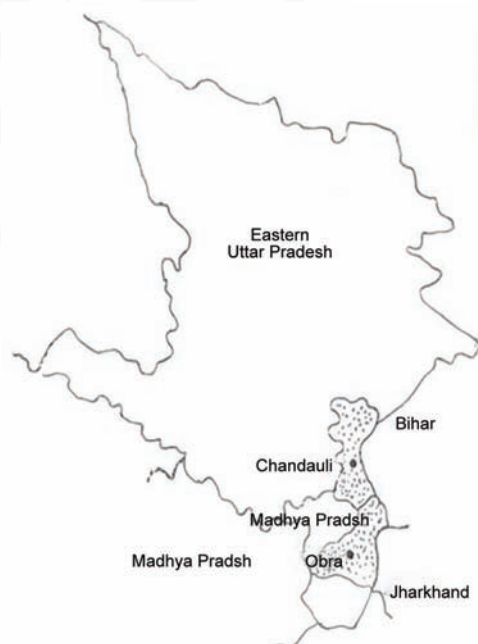 Eastern
Uttar Pradesh
Bihar
Chandauli
Madhya Pradsh
Madhya Pradsh
Obra
Jharkhand